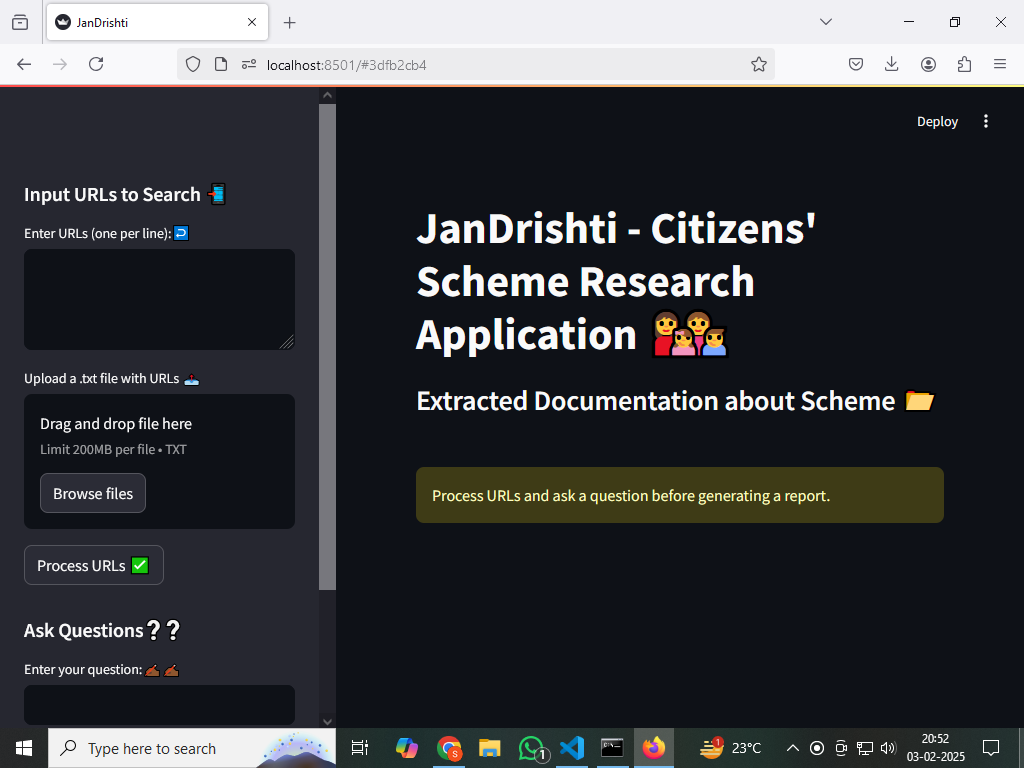 JanDrishti
localhost:8501/#3dfb2cb4
Deploy
Input URLs to Search
Enter URLs (one per line):
Upload a .txt file with URLs
Drag and drop file here
Limit 200MB per file • TXT
Browse files
Process URLs
Ask Questions❔❔
Enter your question:
JanDrishti - Citizens'
Scheme Research
Application
Extracted Documentation about Scheme
Process URLs and ask a question before generating a report.
Type here to search
S
1
1
23°C
20:52
03-02-2025